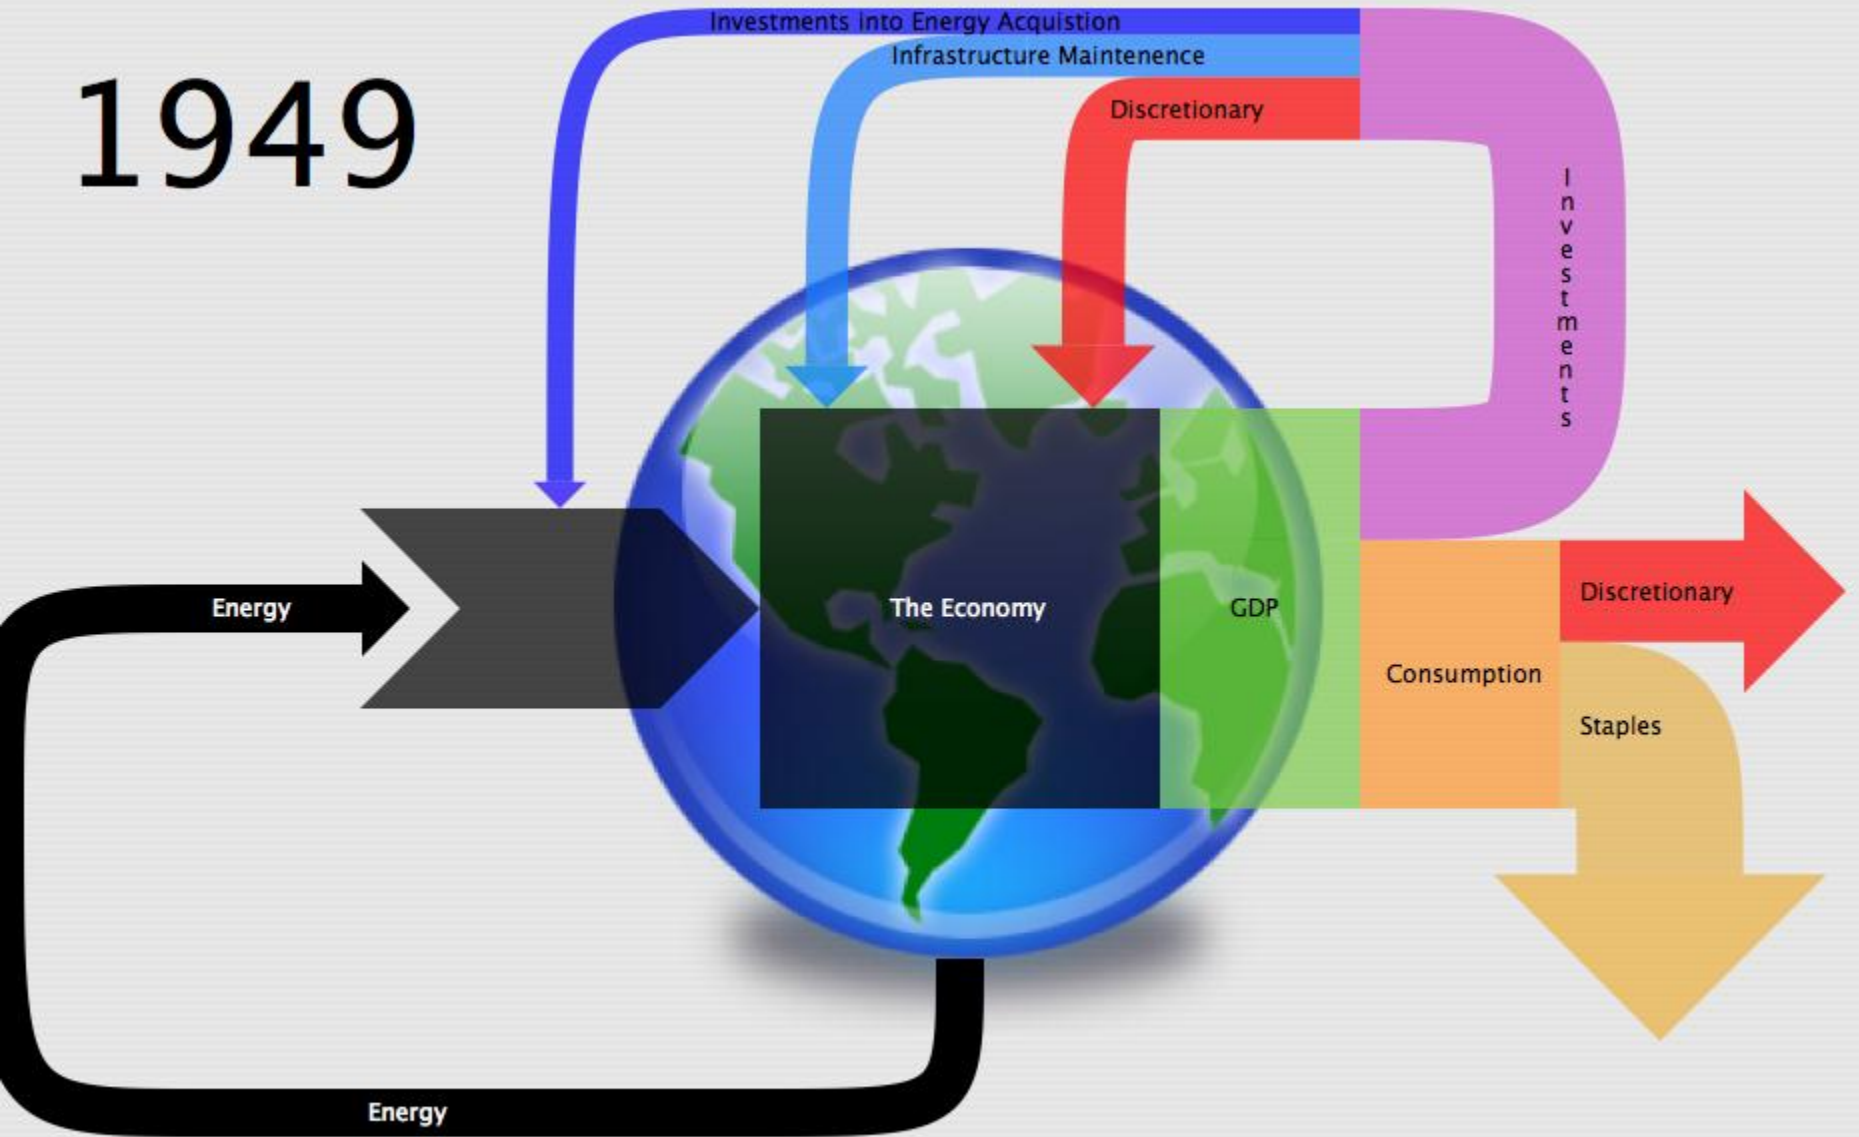 Investments into Energy Acquistion
Infrastructure Maintenence
1949
Discretionary
Investments
Energy
The Economy
GDP
Discretionary
Consumption
Staples
Energy